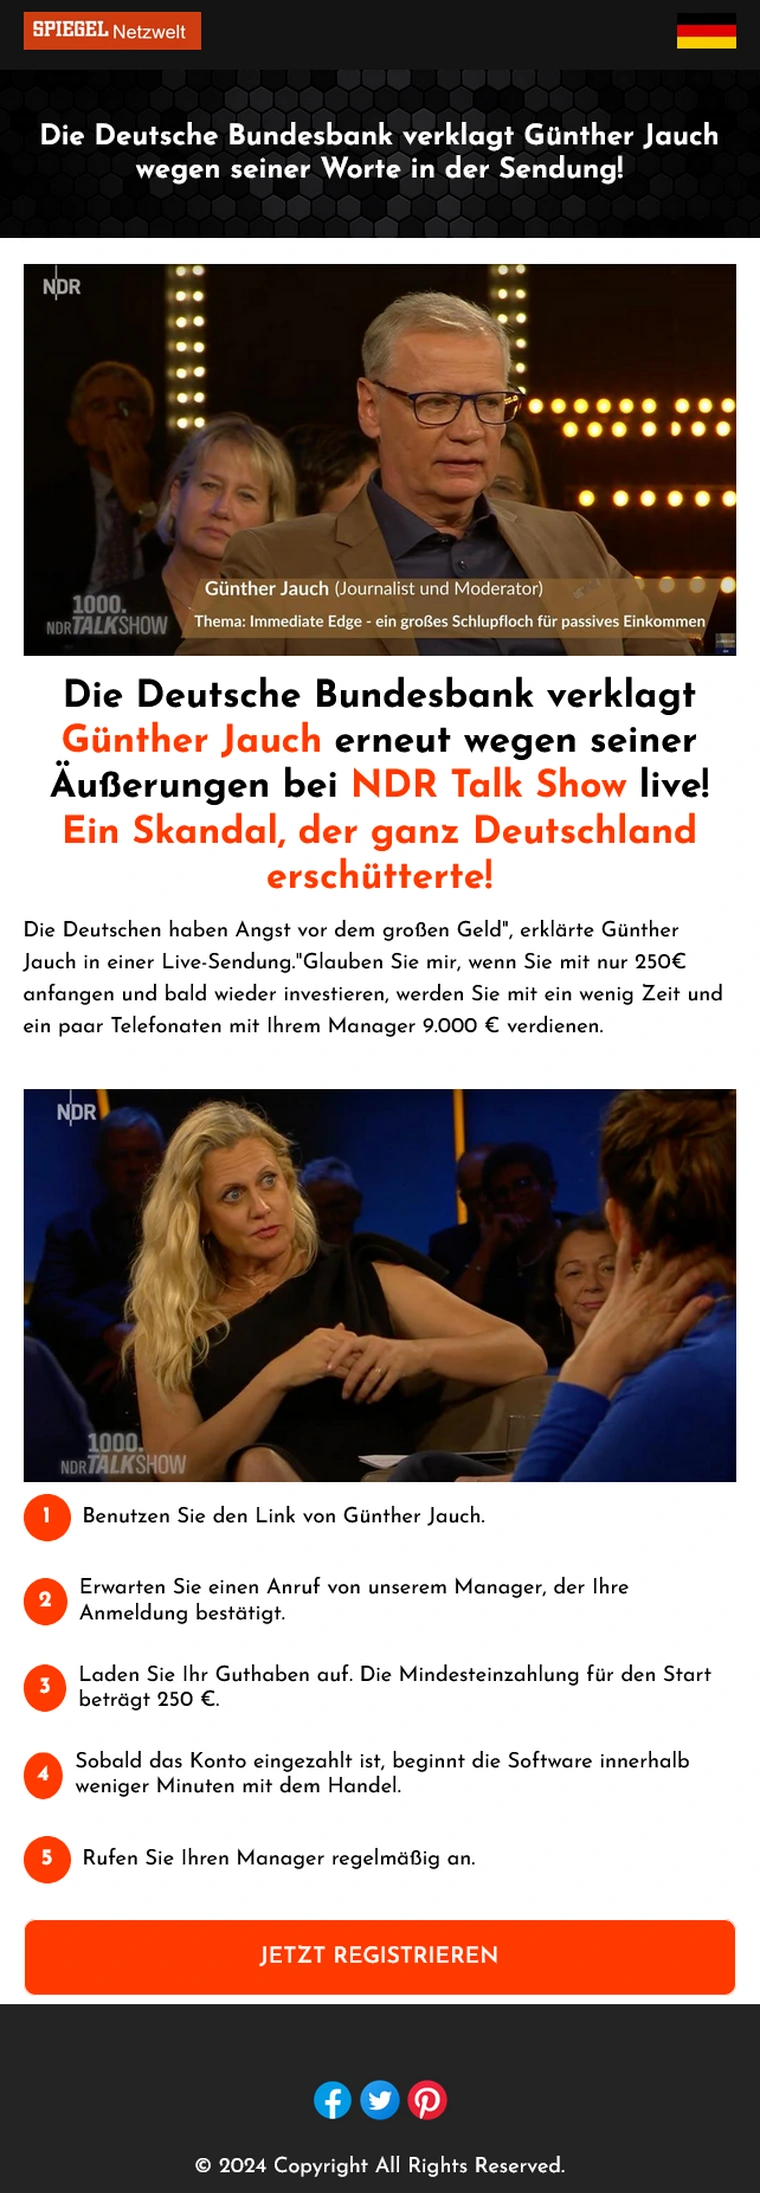 SPIEGEL Netzwelt
Die Deutsche Bundesbank verklagt Günther Jauch
wegen seiner Worte in der Sendung!
NDR
Günther Jauch (Journalist und Moderator)
1000.
NDR TALK SHOW
Thema: Immediate Edge - ein großes Schlupfloch für passives Einkommen
Die Deutsche Bundesbank verklagt
Günther Jauch erneut wegen seiner
Äußerungen bei NDR Talk Show live!
Ein Skandal, der ganz Deutschland
erschütterte!
Die Deutschen haben Angst vor dem großen Geld", erklärte Günther
Jauch in einer Live-Sendung."Glauben Sie mir, wenn Sie mit nur 250€
anfangen und bald wieder investieren, werden Sie mit ein wenig Zeit und
ein paar Telefonaten mit Ihrem Manager 9.000 € verdienen.
NDR
1000.
NDR TALK SHOW
1 Benutzen Sie den Link von Günther Jauch.
2 Erwarten Sie einen Anruf von unserem Manager, der Ihre
Anmeldung bestätigt.
3 Laden Sie Ihr Guthaben auf. Die Mindesteinzahlung für den Start
beträgt 250 €.
4 Sobald das Konto eingezahlt ist, beginnt die Software innerhalb
weniger Minuten mit dem Handel.
5 Rufen Sie Ihren Manager regelmäßig an.
JETZT REGISTRIEREN
© 2024 Copyright All Rights Reserved.